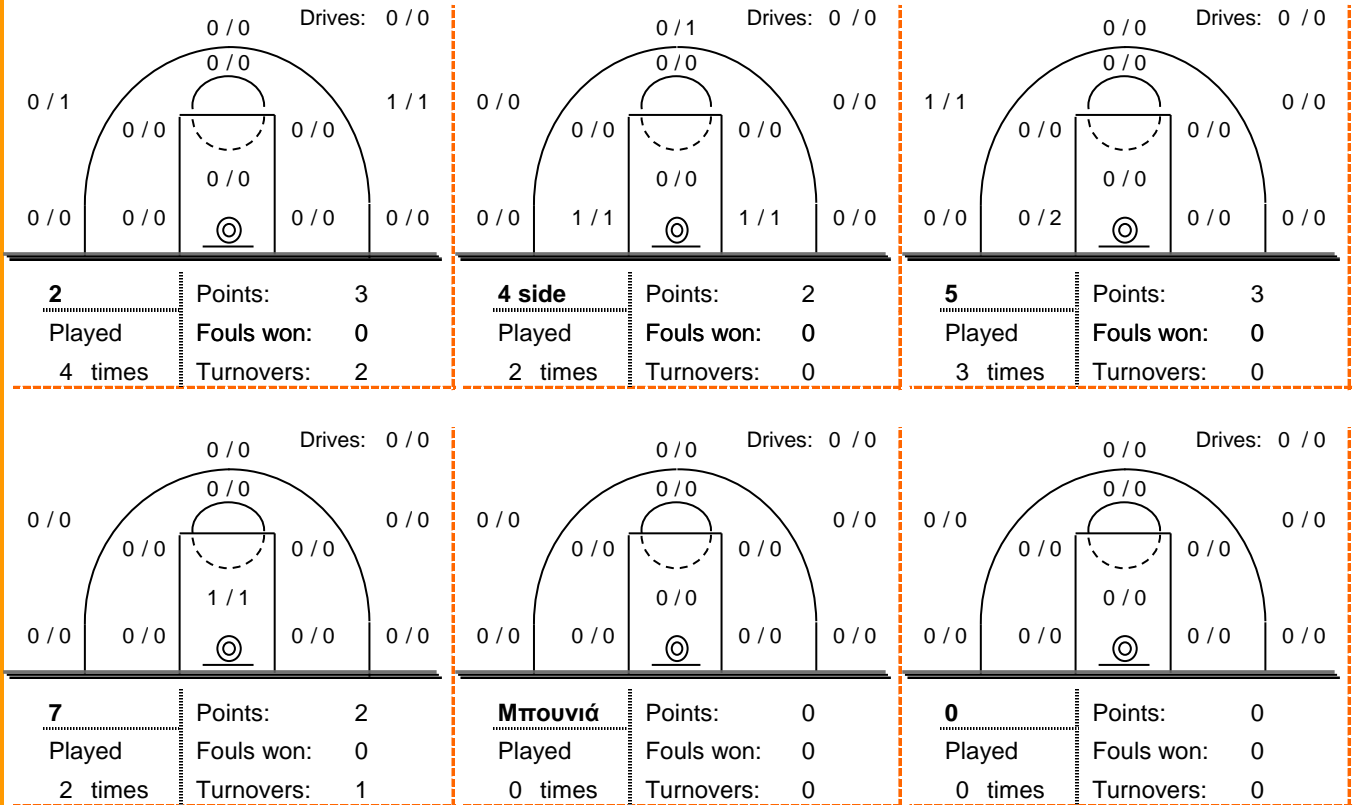 Drives: 0 / 0
0 / 0
0 / 0
0 / 1
1 / 1
0 / 0
0 / 0
0 / 0
0 / 0
0 / 0
0 / 0
0 / 0
2
Points: 3
Played
Fouls won: 0
4 times
Turnovers: 2
Drives: 0 / 0
0 / 1
0 / 0
0 / 0
0 / 0
0 / 0
0 / 0
0 / 0
0 / 0
1 / 1
1 / 1
0 / 0
4 side
Points: 2
Played
Fouls won: 0
2 times
Turnovers: 0
Drives: 0 / 0
0 / 0
0 / 0
1 / 1
0 / 0
0 / 0
0 / 0
0 / 0
0 / 0
0 / 2
0 / 0
0 / 0
5
Points: 3
Played
Fouls won: 0
3 times
Turnovers: 0
Drives: 0 / 0
0 / 0
0 / 0
0 / 0
0 / 0
0 / 0
0 / 0
1 / 1
0 / 0
0 / 0
0 / 0
0 / 0
7
Points: 2
Played
Fouls won: 0
2 times
Turnovers: 1
Drives: 0 / 0
0 / 0
0 / 0
0 / 0
0 / 0
0 / 0
0 / 0
0 / 0
0 / 0
0 / 0
0 / 0
0 / 0
Μπουνιά
Points: 0
Played
Fouls won: 0
0 times
Turnovers: 0
Drives: 0 / 0
0 / 0
0 / 0
0 / 0
0 / 0
0 / 0
0 / 0
0 / 0
0 / 0
0 / 0
0 / 0
0 / 0
0
Points: 0
Played
Fouls won: 0
0 times
Turnovers: 0